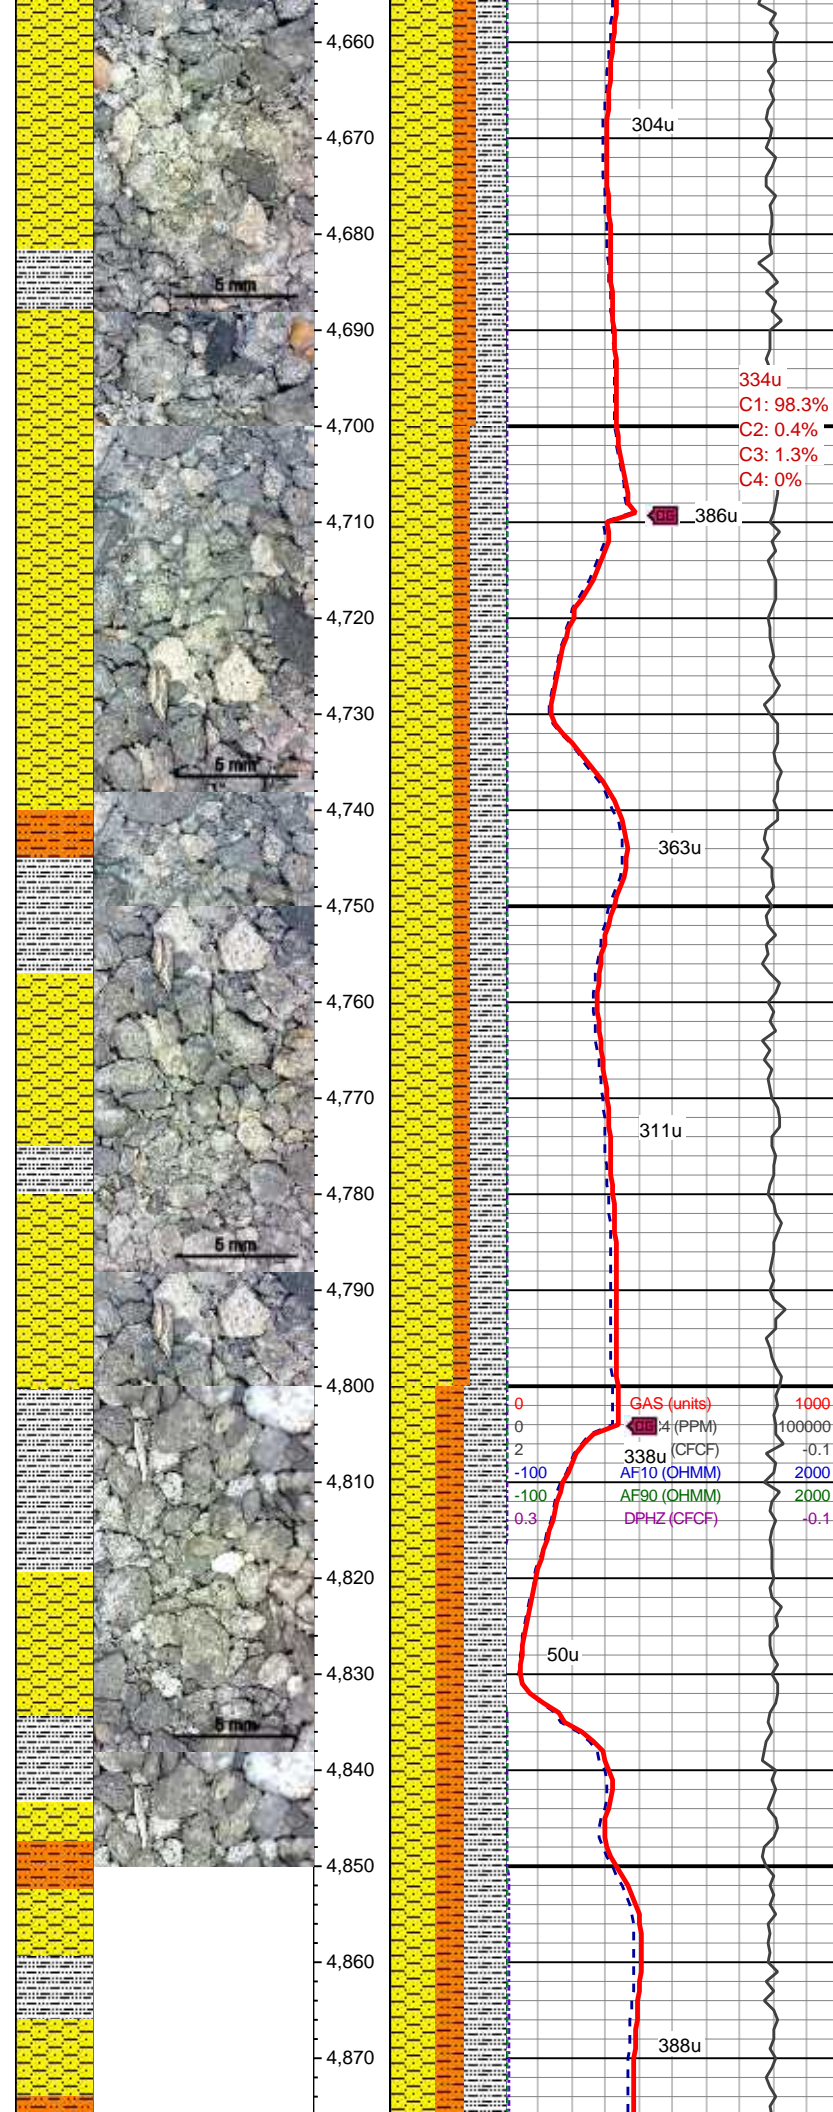 4,660
304u
4,670
4,680
5 mm
4,690
334u
C1: 98.3%
C2: 0.4%
C3: 1.3%
C4: 0%
4,700
4,710
CG 386u
4,720
4,730
5 mm
4,740
363u
4,750
4,760
4,770
311u
4,780
5 mm
4,790
4,800
0 GAS (units) 1000
0 C4 (PPM) 100000
2 (CFCF) -0.1
338u
-100 AF10 (OHMM) 2000
4,810
-100 AF90 (OHMM) 2000
0.3 DPHZ (CFCF) -0.1
4,820
50u
4,830
5 mm
4,840
4,850
4,860
388u
4,870